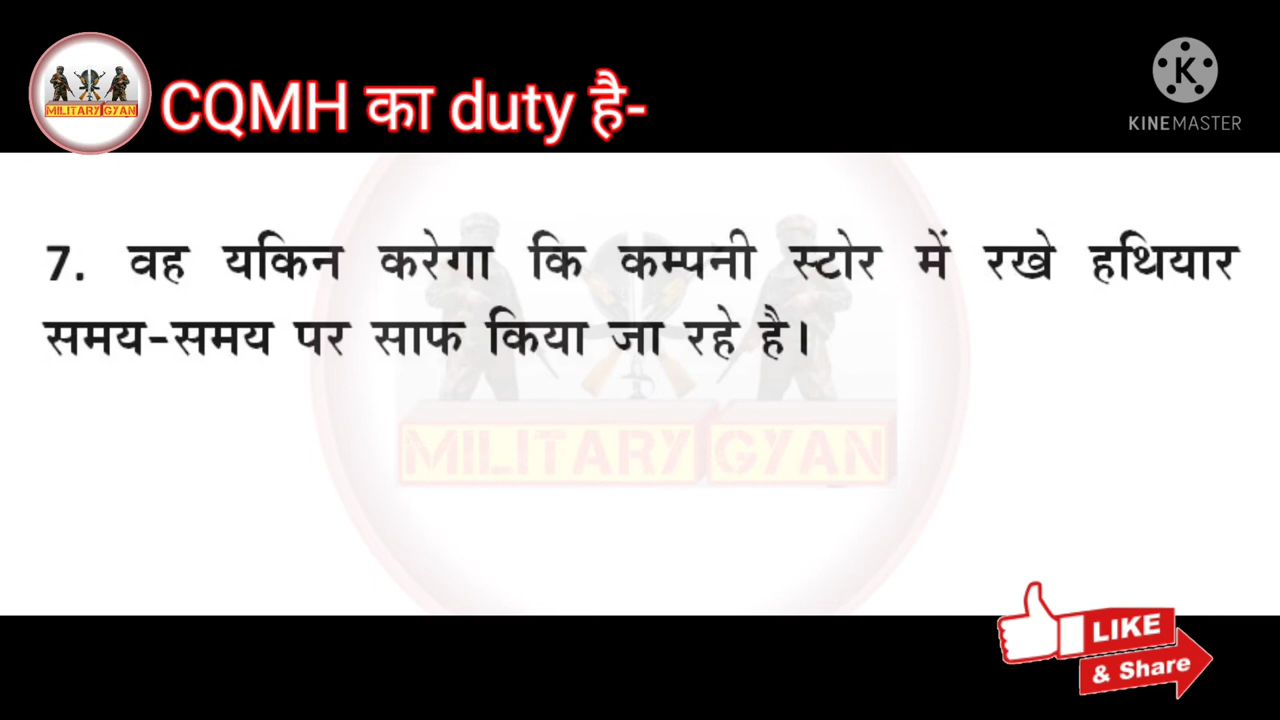 MILITARY GYAN
CQMH का duty है-
KINEMASTER
7. वह यकिन करेगा कि कम्पनी स्टोर में रखे हथियार
समय-समय पर साफ किया जा रहे है।
MILITARY GYAN
LIKE
& Share